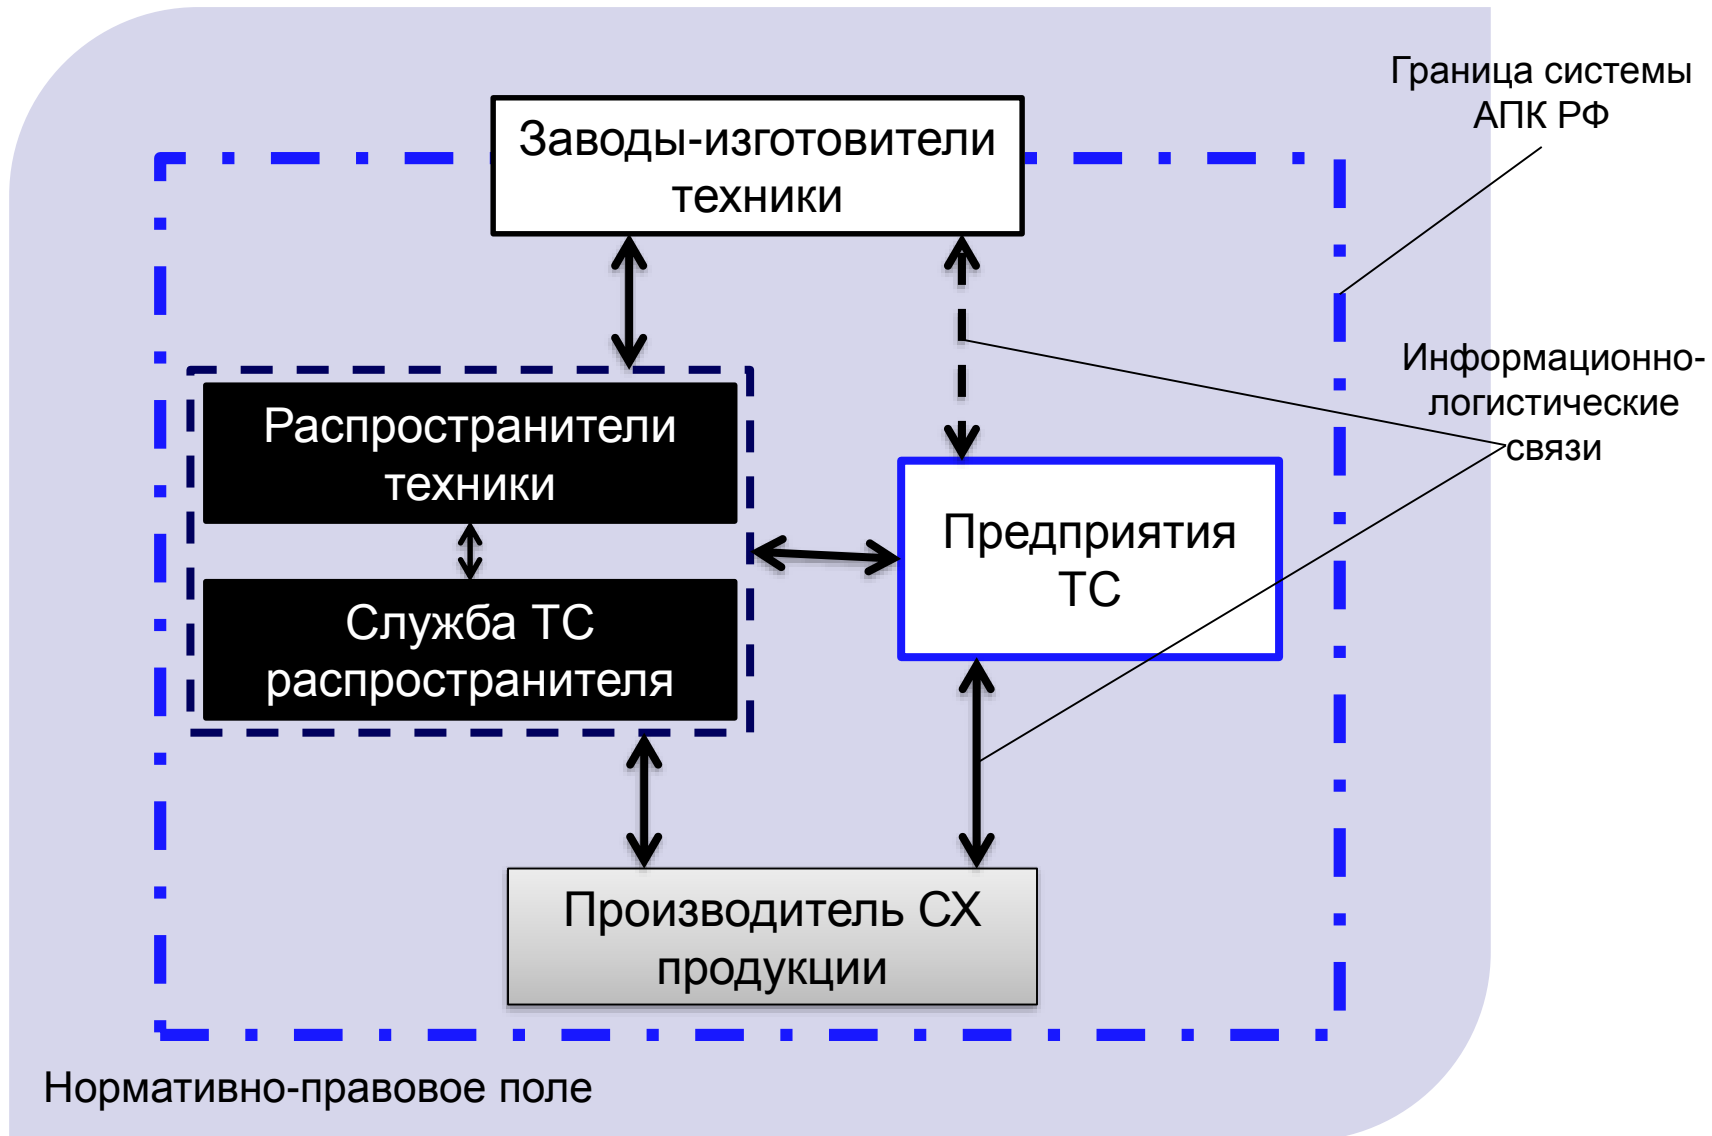 Граница системы
АПК РФ
Заводы-изготовители
техники
Информационно-
логистические
связи
Распространители
техники
Предприятия
ТС
Служба ТС
распространителя
Производитель СХ
продукции
Нормативно-правовое поле